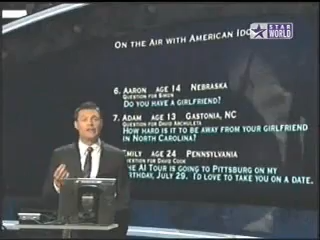 STAR
WORLD
ON THE AIR WITH AMERICAN IDO
6. AARON AGE 14 NEBRASKA
QUESTION FOR SIMON
DO YOU HAVE A GIRLFRIEND?
7. ADAM AGE 13 GASTONIA, NC
QUESTION FOR DAVID ARCHULETA
HOW HARD IS IT TO BE AWAY FROM YOUR GIRLFRIEND
IN NORTH CAROLINA?
EMILY AGE 24 PENNSYLVANIA
QUESTION FOR DAVID COOK
THE AI TOUR IS GOING TO PITTSBURG ON MY
BIRTHDAY, JULY 29. I'D LOVE TO TAKE YOU ON A DATE.